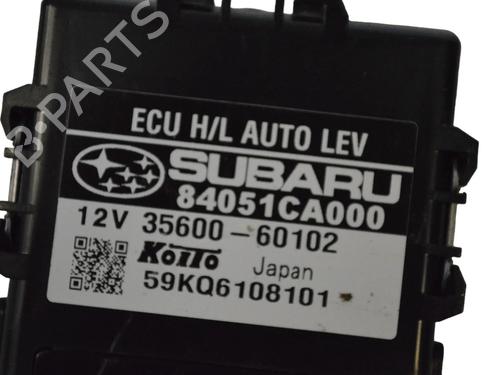 B-PARTS
ECU H/L AUTO LEV
SUBARU
84051CA000
12V 35600-60102
Koito Japan
59KQ6108101